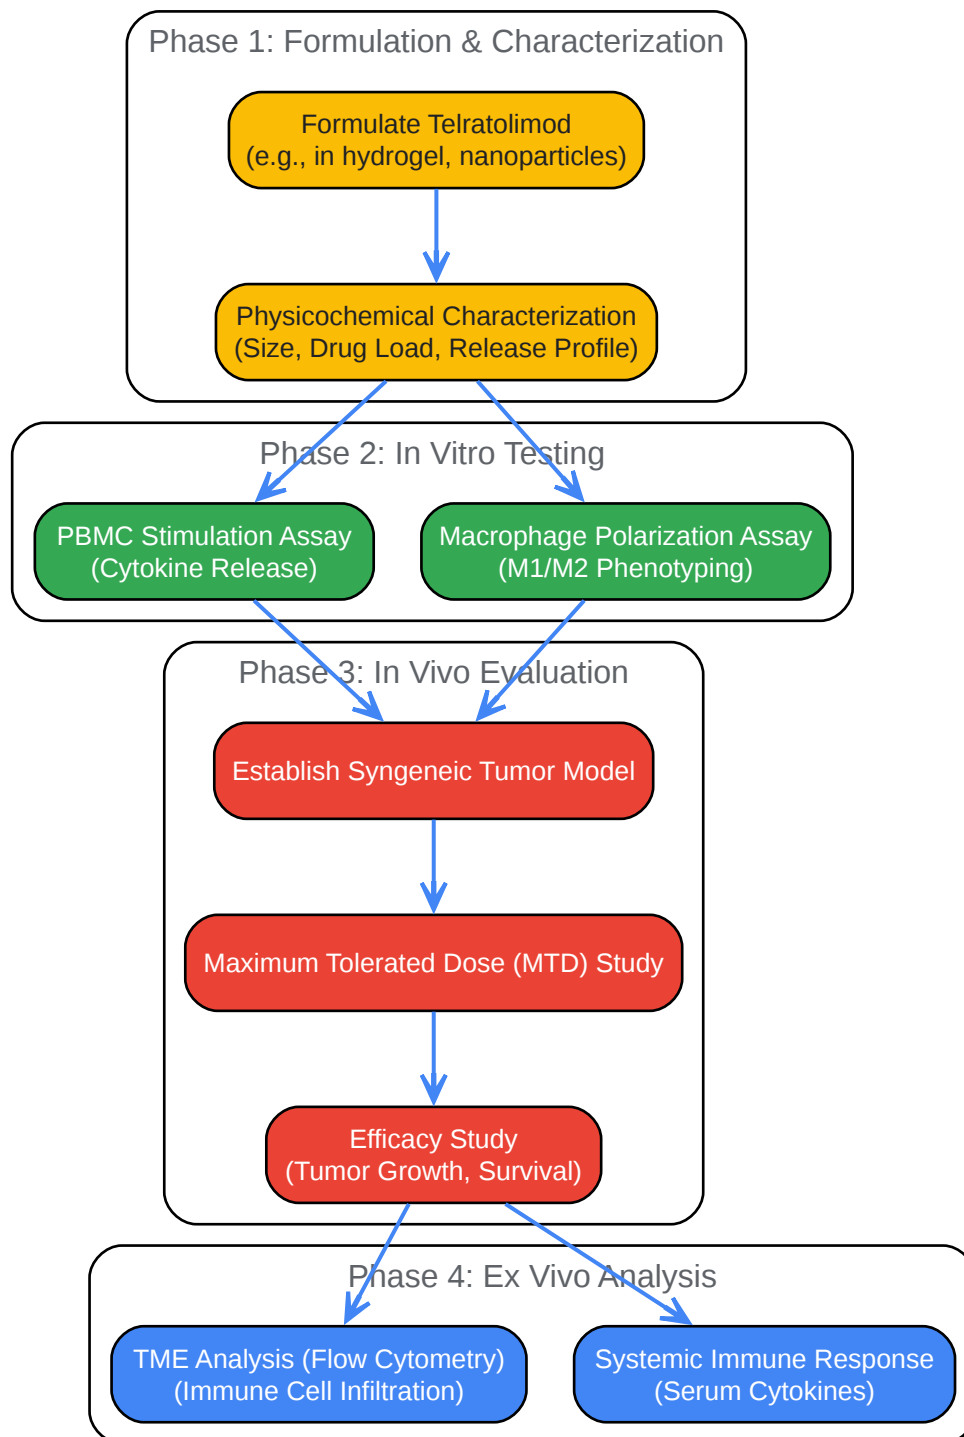 Phase 1: Formulation & Characterization
Formulate Telratolimod
(e.g., in hydrogel, nanoparticles)
Physicochemical Characterization
(Size, Drug Load, Release Profile)
Phase 2: In Vitro Testing
PBMC Stimulation Assay
(Cytokine Release)
Macrophage Polarization Assay
(M1/M2 Phenotyping)
Phase 3: In Vivo Evaluation
Establish Syngeneic Tumor Model
Maximum Tolerated Dose (MTD) Study
Efficacy Study
(Tumor Growth, Survival)
Phase 4: Ex Vivo Analysis
TME Analysis (Flow Cytometry)
(Immune Cell Infiltration)
Systemic Immune Response
(Serum Cytokines)